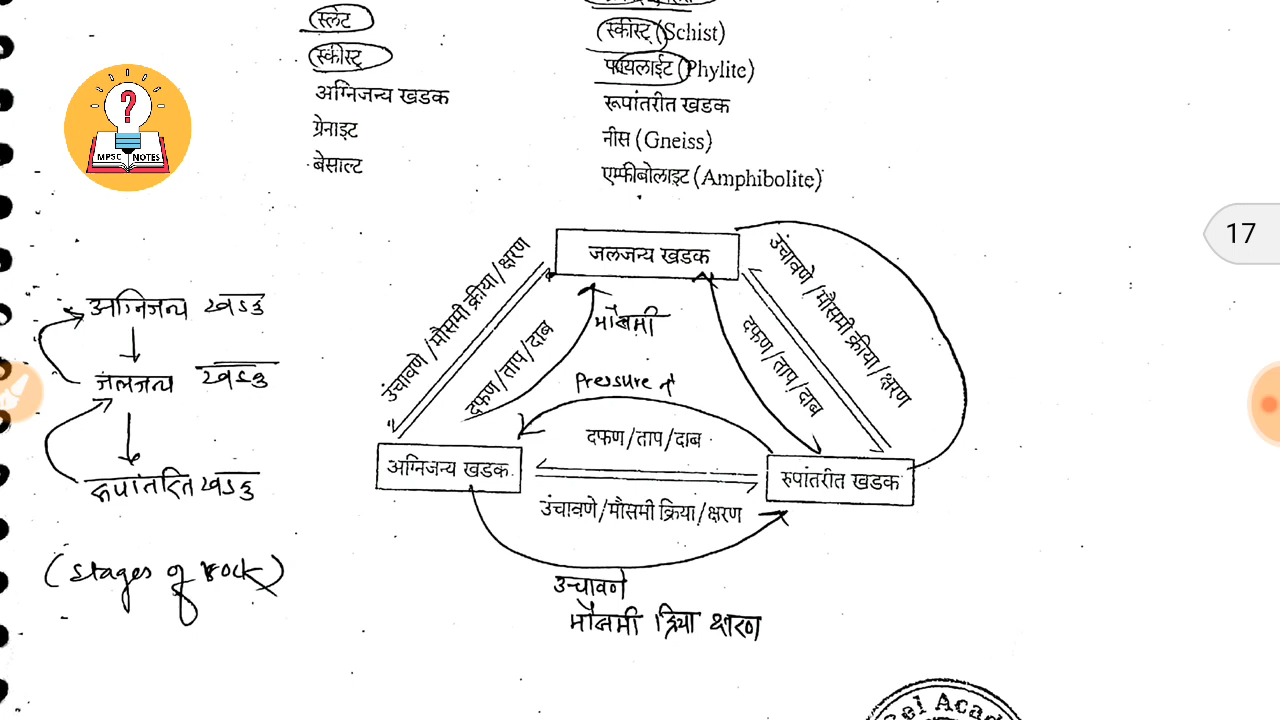 स्लेट
स्कीस्ट्
अग्निजन्य खडक
ग्रेनाइट
बेसाल्ट
स्कीस्ट् (Schist)
फायलाईट (Phylite)
रूपांतरीत खडक
नीस (Gneiss)
एम्फीबोलाइट (Amphibolite)
MPSC NOTES
17
जलजन्य खडक
उंचावणे / मौसमी क्रीया / क्षरण
दफण / ताप / दाब
मौसमी
उंचावणे / मौसमी क्रीया / क्षरण
दफण / ताप / दाब
Pressure
दफण / ताप / दाब
अग्निजन्य खडक
रुपांतरीत खडक
उंचावणे / मौसमी क्रिया / क्षरण
उन्चावने
मौसमी क्रिया क्षरण
अग्निजन्य खडक
जलजन्य खडक
रूपांतरित खडक
(Stages of rock)